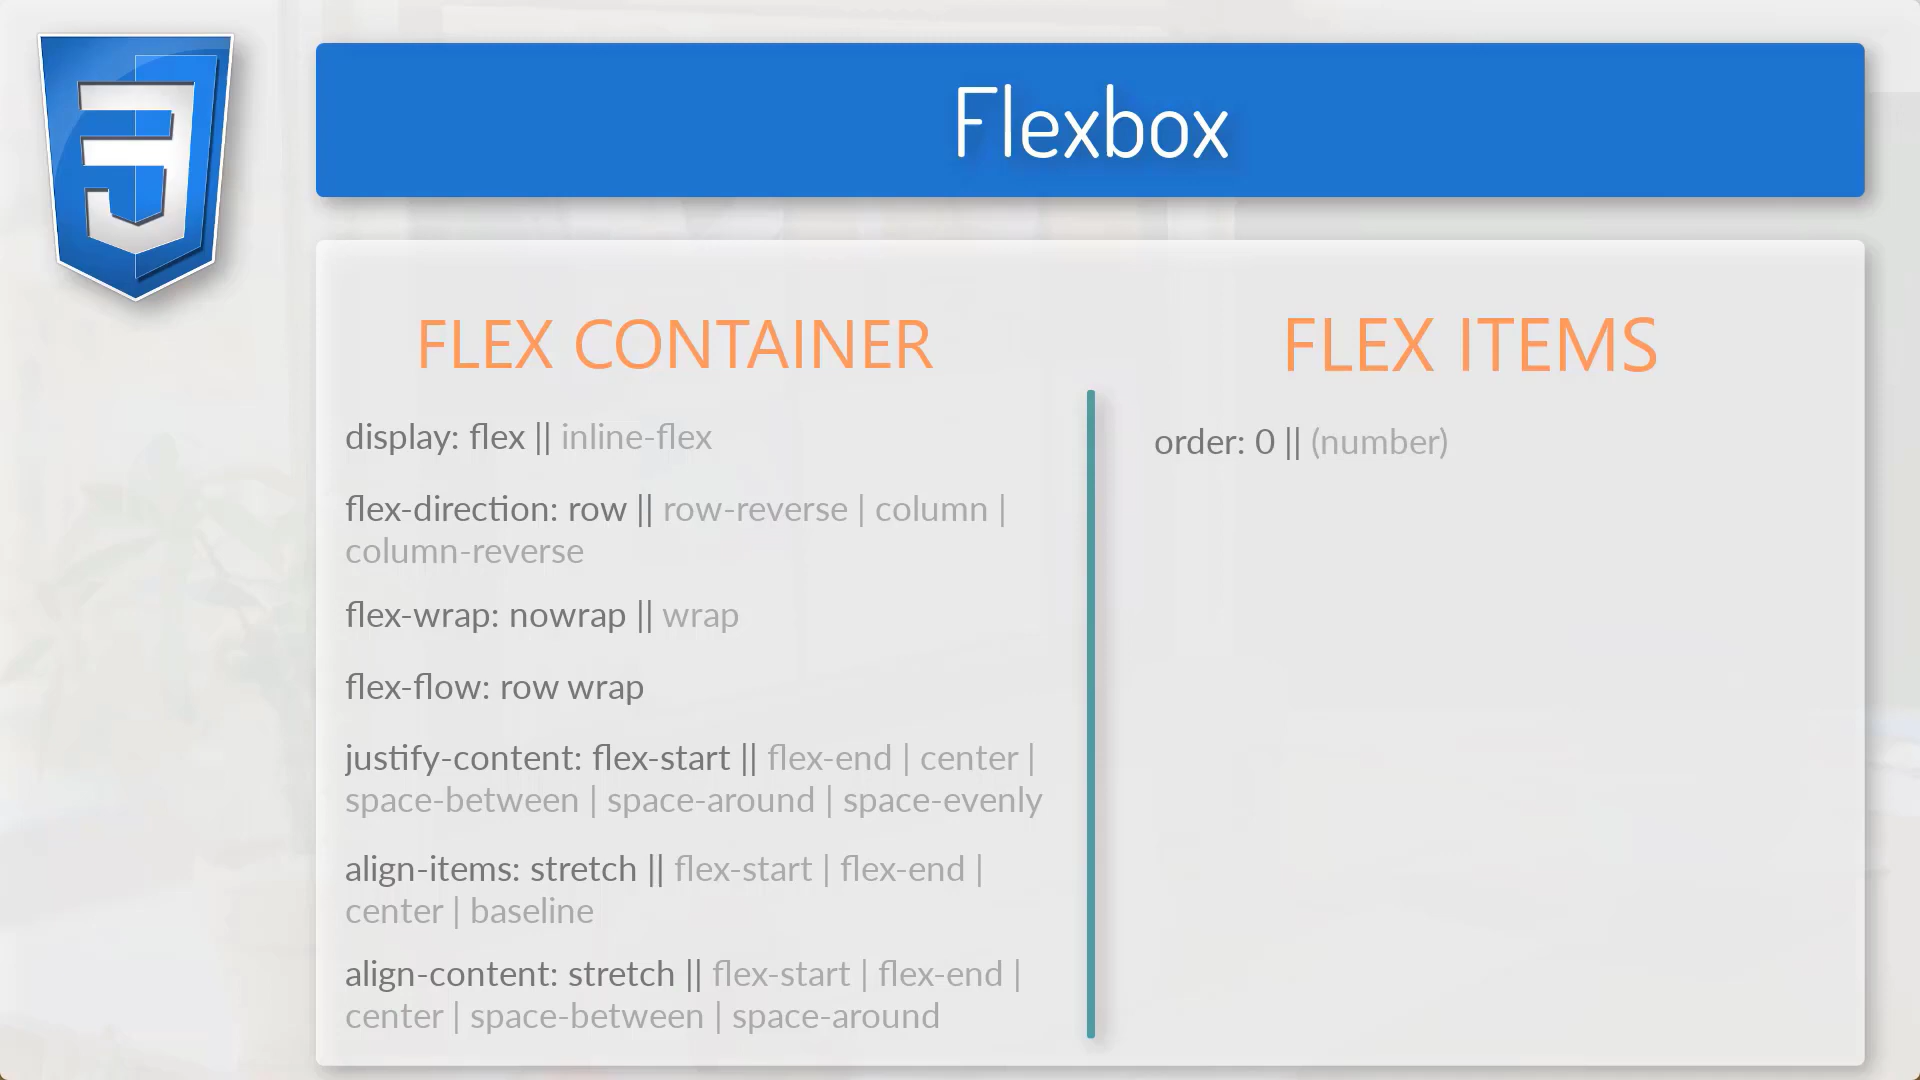 Flexbox
FLEX CONTAINER
display: flex || inline-flex
flex-direction: row || row-reverse | column |
column-reverse
flex-wrap: nowrap || wrap
flex-flow: row wrap
justify-content: flex-start || flex-end | center |
space-between | space-around | space-evenly
align-items: stretch || flex-start | flex-end |
center | baseline
align-content: stretch || flex-start | flex-end |
center | space-between | space-around
FLEX ITEMS
order: 0 || (number)